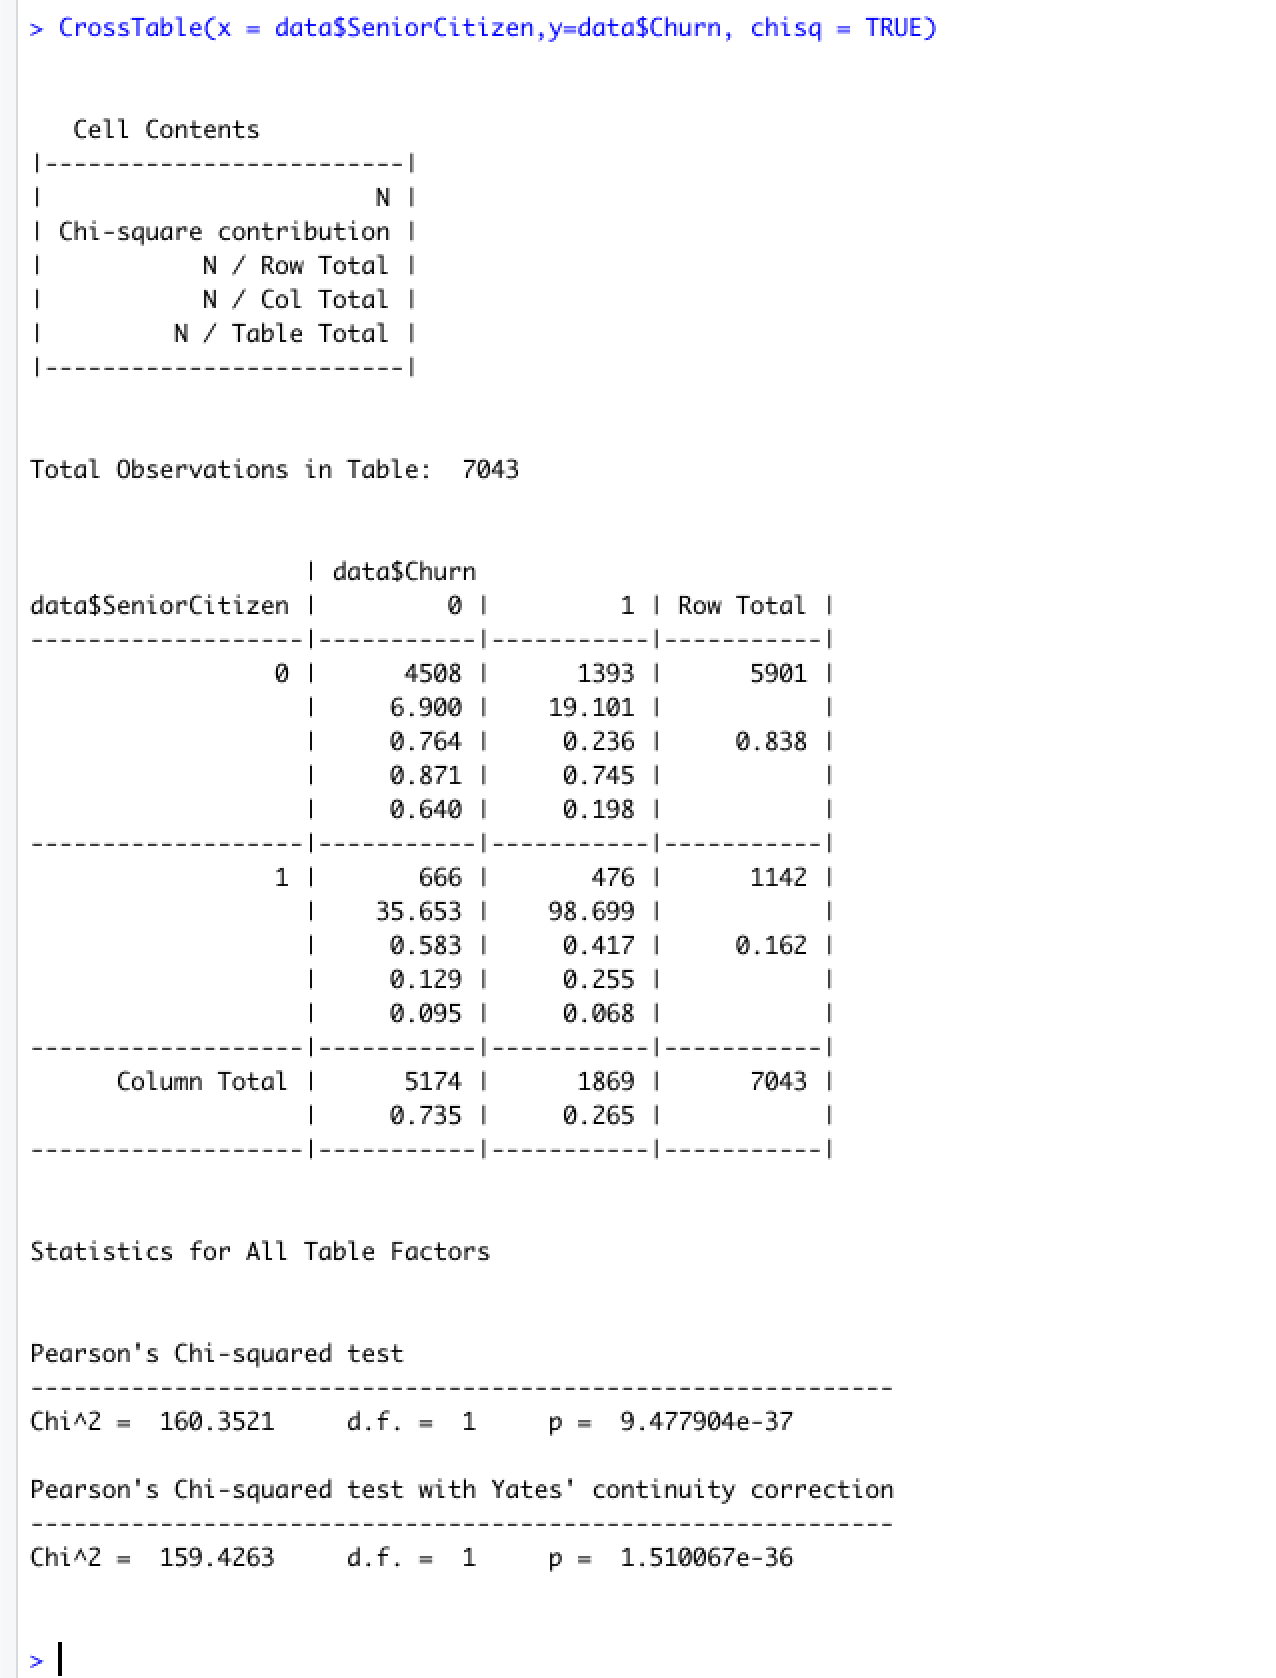 > CrossTable(x = data$SeniorCitizen,y=data$Churn, chisq = TRUE)
   Cell Contents
|-------------------------|
|                       N |
| Chi-square contribution |
|           N / Row Total |
|           N / Col Total |
|         N / Table Total |
|-------------------------|
Total Observations in Table:  7043
                   | data$Churn
data$SeniorCitizen |         0 |         1 | Row Total |
-------------------|-----------|-----------|-----------|
                 0 |      4508 |      1393 |      5901 |
                   |     6.900 |    19.101 |           |
                   |     0.764 |     0.236 |     0.838 |
                   |     0.871 |     0.745 |           |
                   |     0.640 |     0.198 |           |
-------------------|-----------|-----------|-----------|
                 1 |       666 |       476 |      1142 |
                   |    35.653 |    98.699 |           |
                   |     0.583 |     0.417 |     0.162 |
                   |     0.129 |     0.255 |           |
                   |     0.095 |     0.068 |           |
-------------------|-----------|-----------|-----------|
      Column Total |      5174 |      1869 |      7043 |
                   |     0.735 |     0.265 |           |
-------------------|-----------|-----------|-----------|
Statistics for All Table Factors
Pearson's Chi-squared test
------------------------------------------------------------
Chi^2 =  160.3521     d.f. =  1     p =  9.477904e-37
Pearson's Chi-squared test with Yates' continuity correction
------------------------------------------------------------
Chi^2 =  159.4263     d.f. =  1     p =  1.510067e-36
>